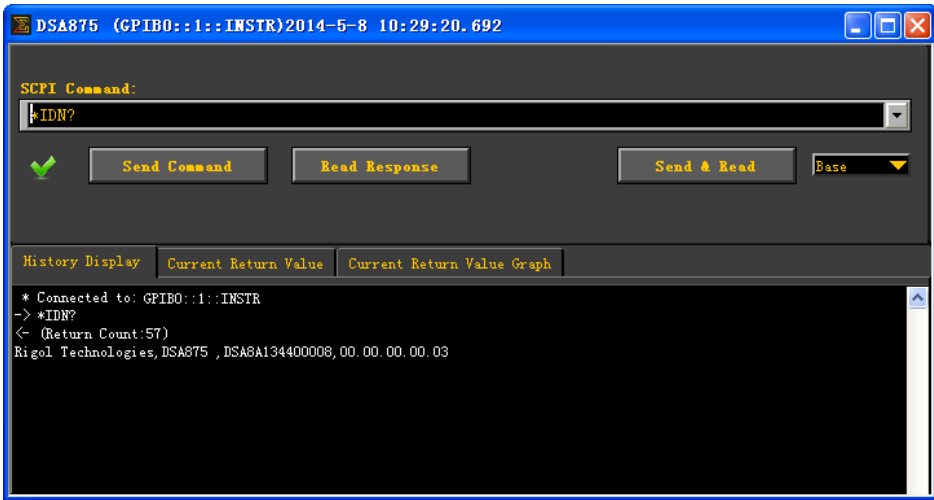 DSA875 (GPIB0::1::INSTR)2014-5-8 10:29:20.692
SCPI Command:
*IDN?
Send Command Read Response Send & Read Base
History Display Current Return Value Current Return Value Graph
* Connected to: GPIB0::1::INSTR
-> *IDN?
<- (Return Count:57)
Rigol Technologies,DSA875 ,DSA8A134400008,00.00.00.00.03